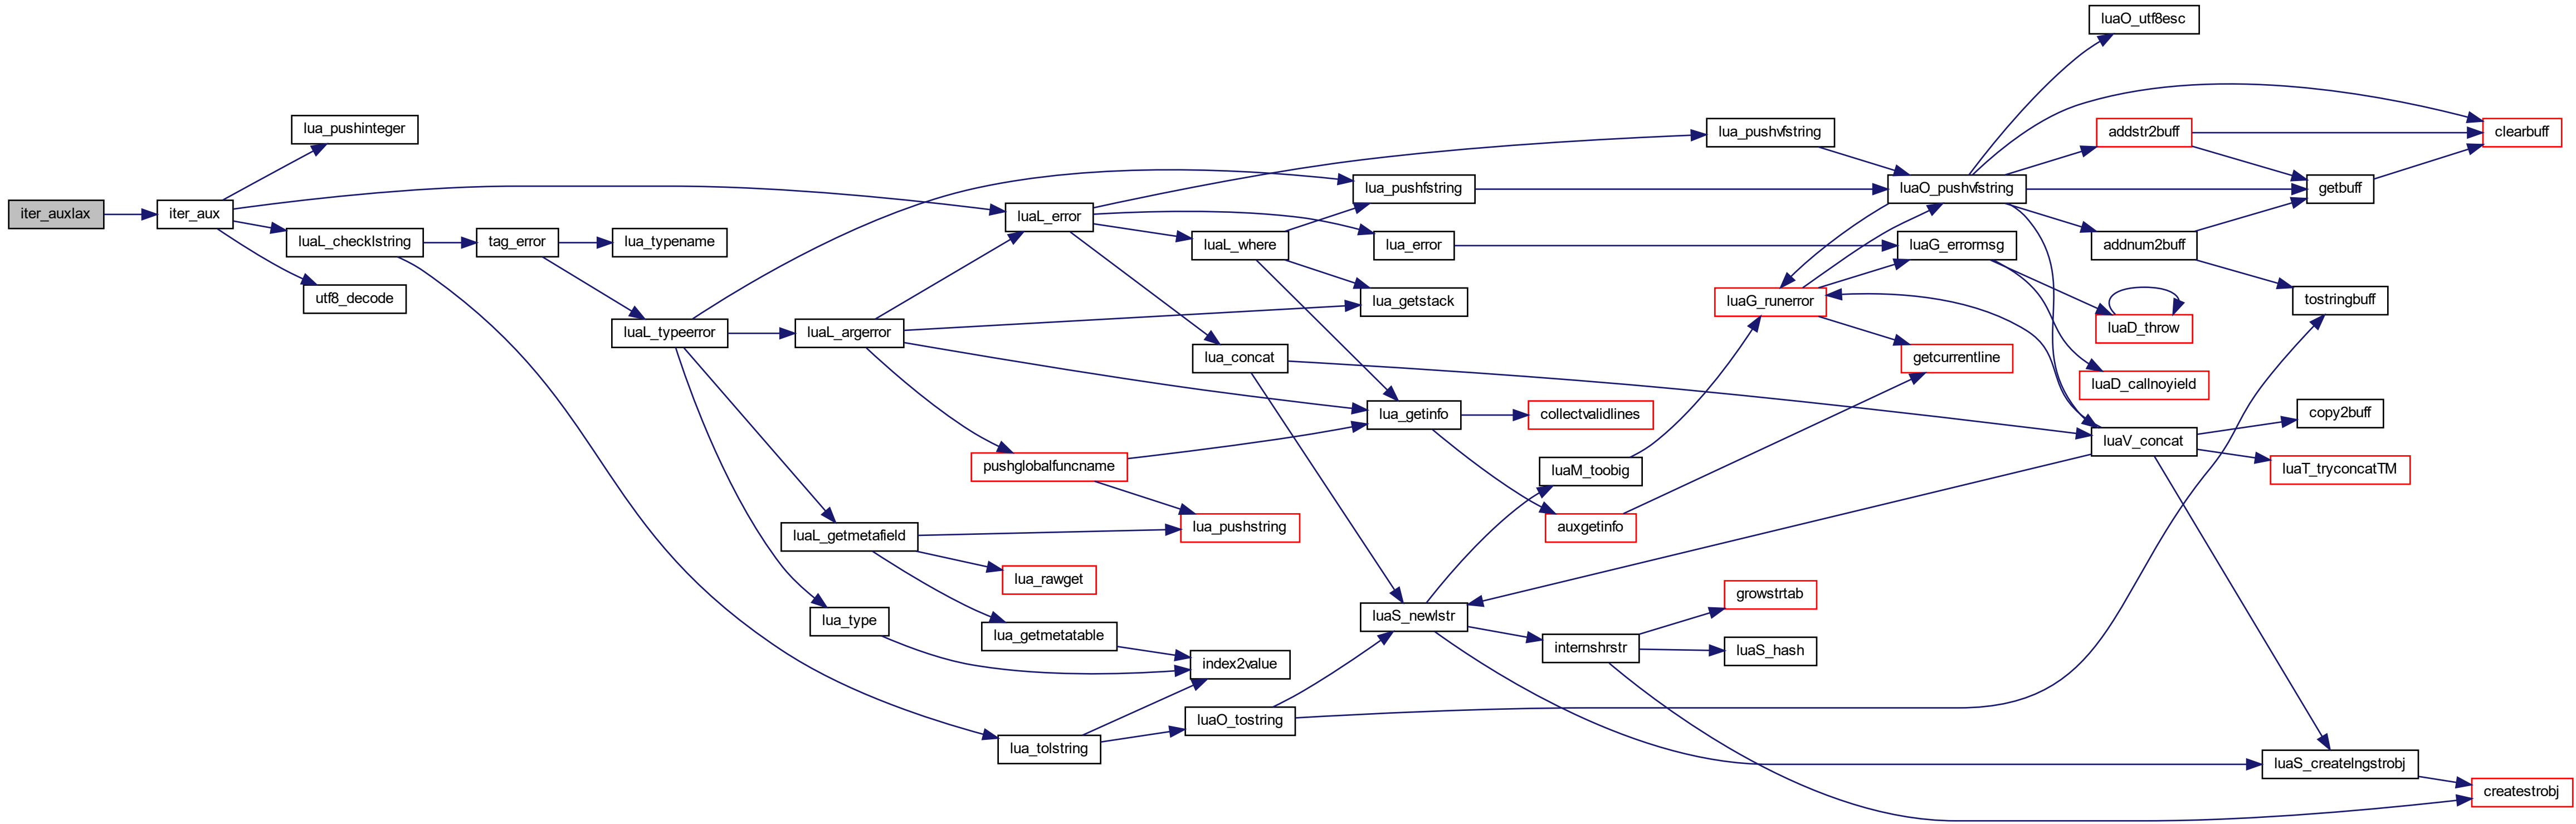 iter_auxlax
iter_aux
lua_pushinteger
luaL_checklstring
utf8_decode
tag_error
lua_typename
luaL_typeerror
luaL_argerror
luaL_getmetafield
lua_type
pushglobalfuncname
lua_rawget
lua_getmetatable
lua_tolstring
luaL_error
luaL_where
lua_concat
lua_pushstring
index2value
luaO_tostring
lua_pushfstring
lua_error
lua_getstack
lua_getinfo
luaS_newlstr
collectvalidlines
luaM_toobig
auxgetinfo
internshrstr
lua_pushvfstring
luaG_runerror
growstrtab
luaS_hash
luaO_pushvfstring
luaG_errormsg
getcurrentline
luaO_utf8esc
addstr2buff
addnum2buff
luaD_throw
luaD_callnoyield
luaV_concat
getbuff
tostringbuff
copy2buff
luaT_tryconcatTM
luaS_createlngstrobj
clearbuff
createstrobj